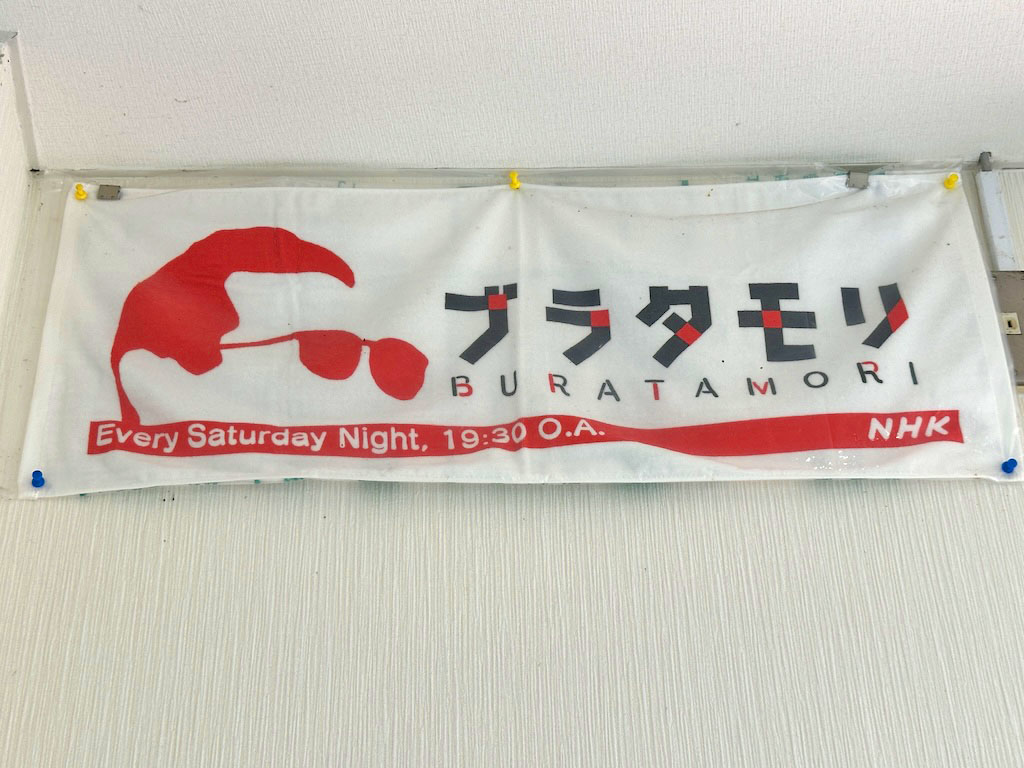 ブラタモリ
BURATAMORI
Every Saturday Night, 19:30 O.A.
NHK